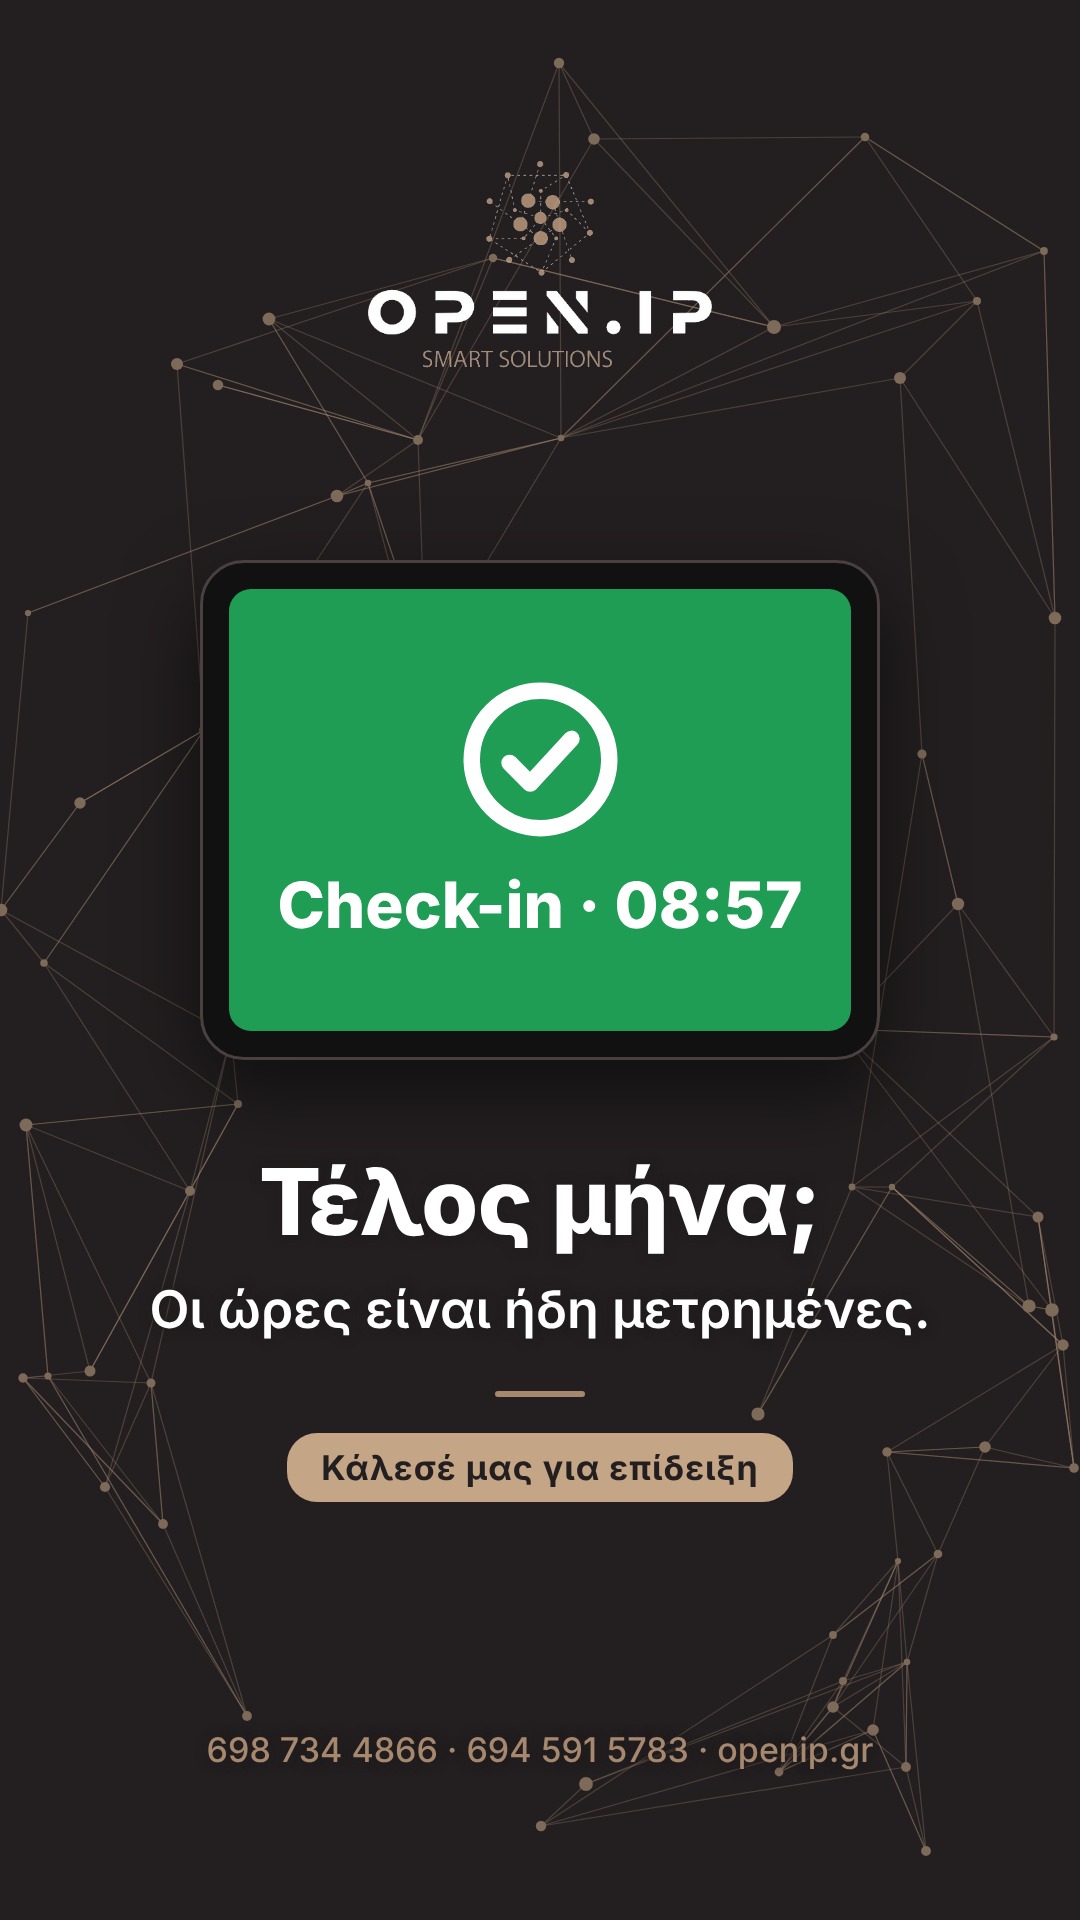 OPEN.IP
SMART SOLUTIONS
Check-in · 08:57
Τέλος μήνα;
Οι ώρες είναι ήδη μετρημένες.
Κάλεσέ μας για επίδειξη
698 734 4866 · 694 591 5783 · openip.gr